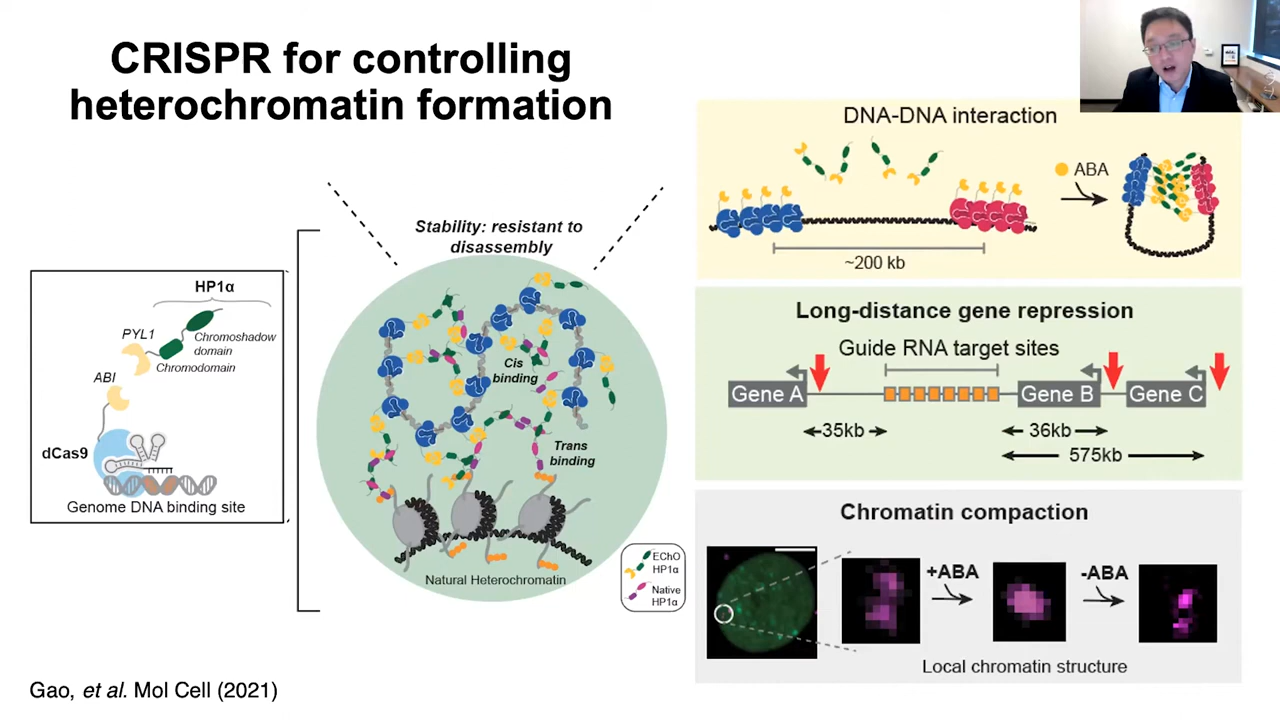 CRISPR for controlling
heterochromatin formation
HP1α
PYL1
Chromoshadow
domain
Chromodomain
ABI
dCas9
Genome DNA binding site
Stability: resistant to
disassembly
Cis
binding
Trans
binding
Natural Heterochromatin
EChO
HP1α
Native
HP1α
DNA-DNA interaction
ABA
~200 kb
Long-distance gene repression
Guide RNA target sites
Gene A
Gene B
Gene C
35kb
36kb
575kb
Chromatin compaction
+ABA
-ABA
Local chromatin structure
Gao, et al. Mol Cell (2021)